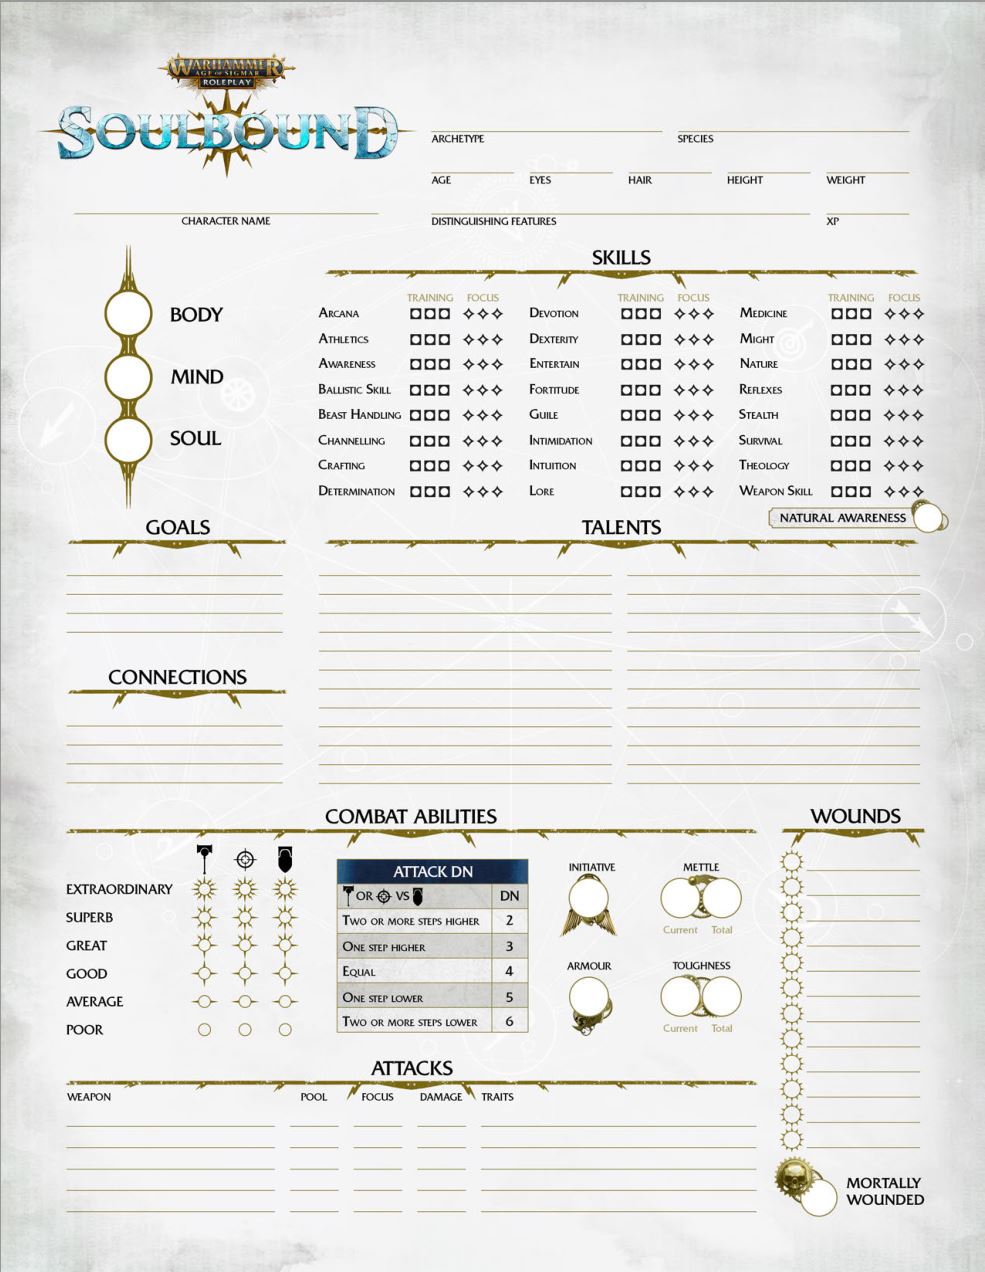 WARHAMMER
AGE OF SIGMAR
ROLEPLAY
SOULBOUND
ARCHETYPE SPECIES
AGE EYES HAIR HEIGHT WEIGHT
CHARACTER NAME DISTINGUISHING FEATURES XP
BODY
MIND
SOUL
SKILLS
TRAINING FOCUS TRAINING FOCUS TRAINING FOCUS
ARCANA DEVOTION MEDICINE
ATHLETICS DEXTERITY MIGHT
AWARENESS ENTERTAIN NATURE
BALLISTIC SKILL FORTITUDE REFLEXES
BEAST HANDLING GUILE STEALTH
CHANNELLING INTIMIDATION SURVIVAL
CRAFTING INTUITION THEOLOGY
DETERMINATION LORE WEAPON SKILL
NATURAL AWARENESS
GOALS
TALENTS
CONNECTIONS
COMBAT ABILITIES
EXTRAORDINARY
SUPERB
GREAT
GOOD
AVERAGE
POOR
ATTACK DN
OR VS DN
TWO OR MORE STEPS HIGHER 2
ONE STEP HIGHER 3
EQUAL 4
ONE STEP LOWER 5
TWO OR MORE STEPS LOWER 6
INITIATIVE METTLE
Current Total
ARMOUR TOUGHNESS
Current Total
WOUNDS
MORTALLY
WOUNDED
ATTACKS
WEAPON POOL FOCUS DAMAGE TRAITS